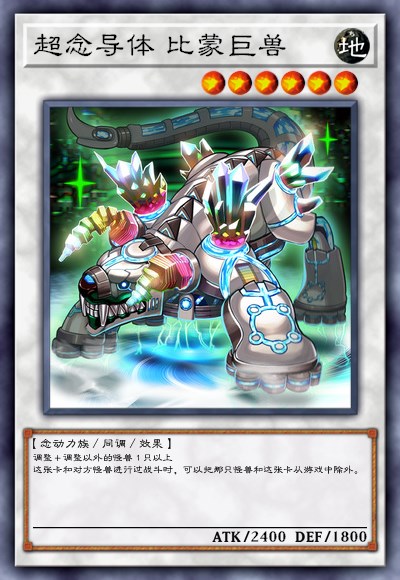 超念导体 比蒙巨兽
地
【念动力族／同调／效果】
调整＋调整以外的怪兽1只以上
这张卡和对方怪兽进行过战斗时，可以把那只怪兽和这张卡从游戏中除外。
ATK/2400 DEF/1800